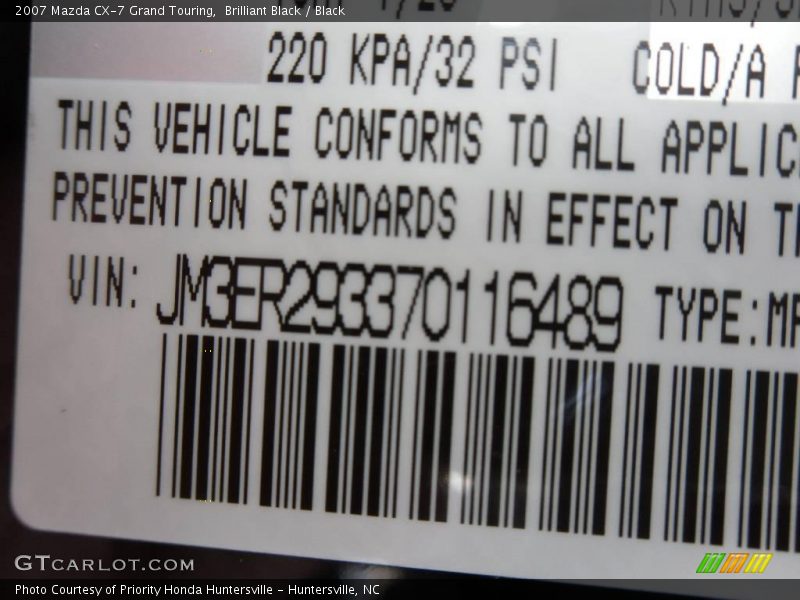 2007 Mazda CX-7 Grand Touring,  Brilliant Black / Black
220 KPA/32 PSI COLD/A
THIS VEHICLE CONFORMS TO ALL APPLIC
PREVENTION STANDARDS IN EFFECT ON TH
VIN: JM3ER293370116489 TYPE:MP
GTCARLOT.COM
Photo Courtesy of Priority Honda Huntersville – Huntersville, NC